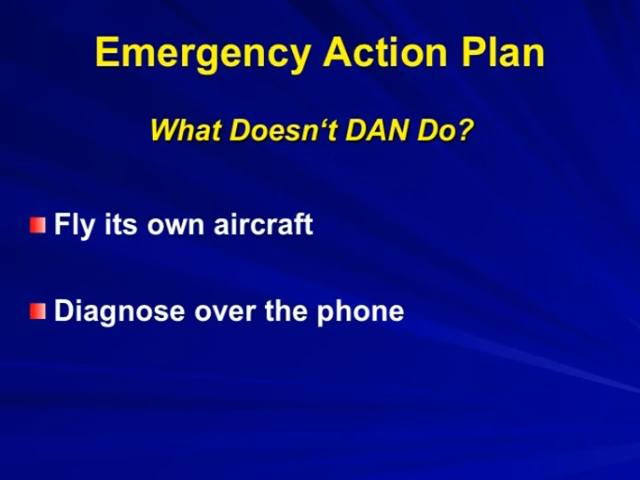 Emergency Action Plan
What Doesn‘t DAN Do?
Fly its own aircraft
Diagnose over the phone